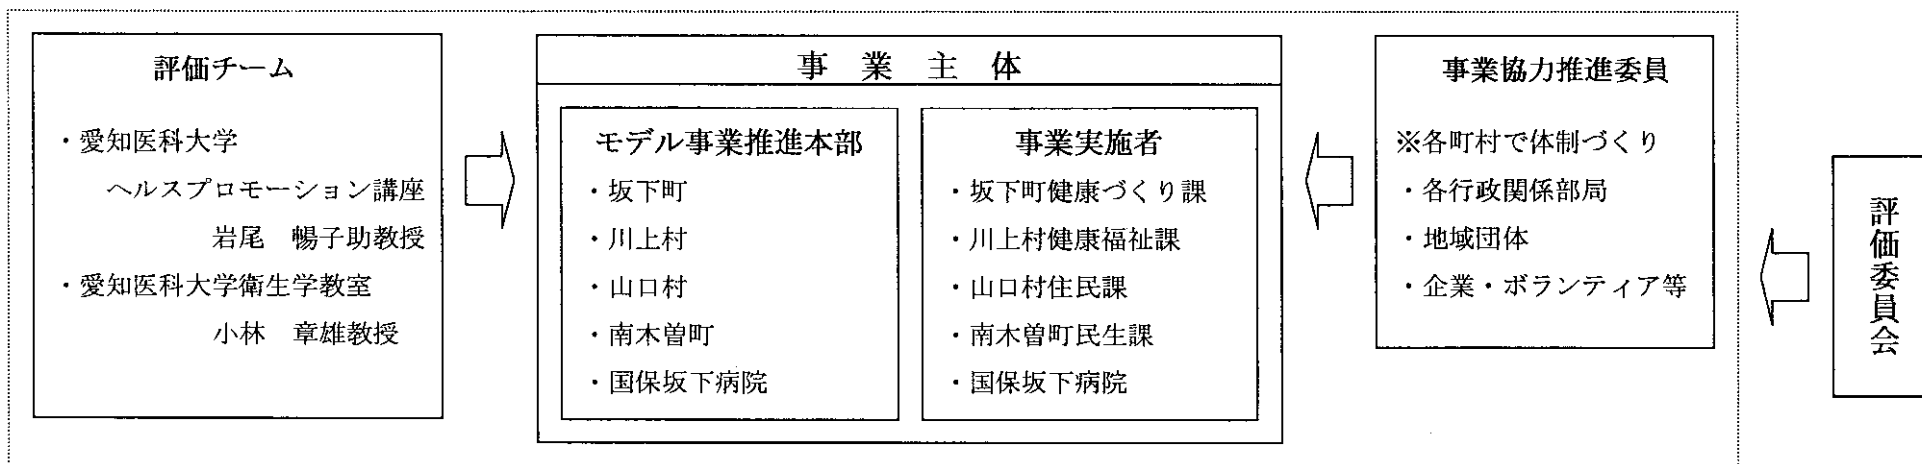 評価チーム
・愛知医科大学
ヘルスプロモーション講座
岩尾　暢子助教授
・愛知医科大学衛生学教室
小林　章雄教授
事　業　主　体
モデル事業推進本部
・坂下町
・川上村
・山口村
・南木曽町
・国保坂下病院
事業実施者
・坂下町健康づくり課
・川上村健康福祉課
・山口村住民課
・南木曽町民生課
・国保坂下病院
事業協力推進委員
※各町村で体制づくり
・各行政関係部局
・地域団体
・企業・ボランティア等
評価委員会